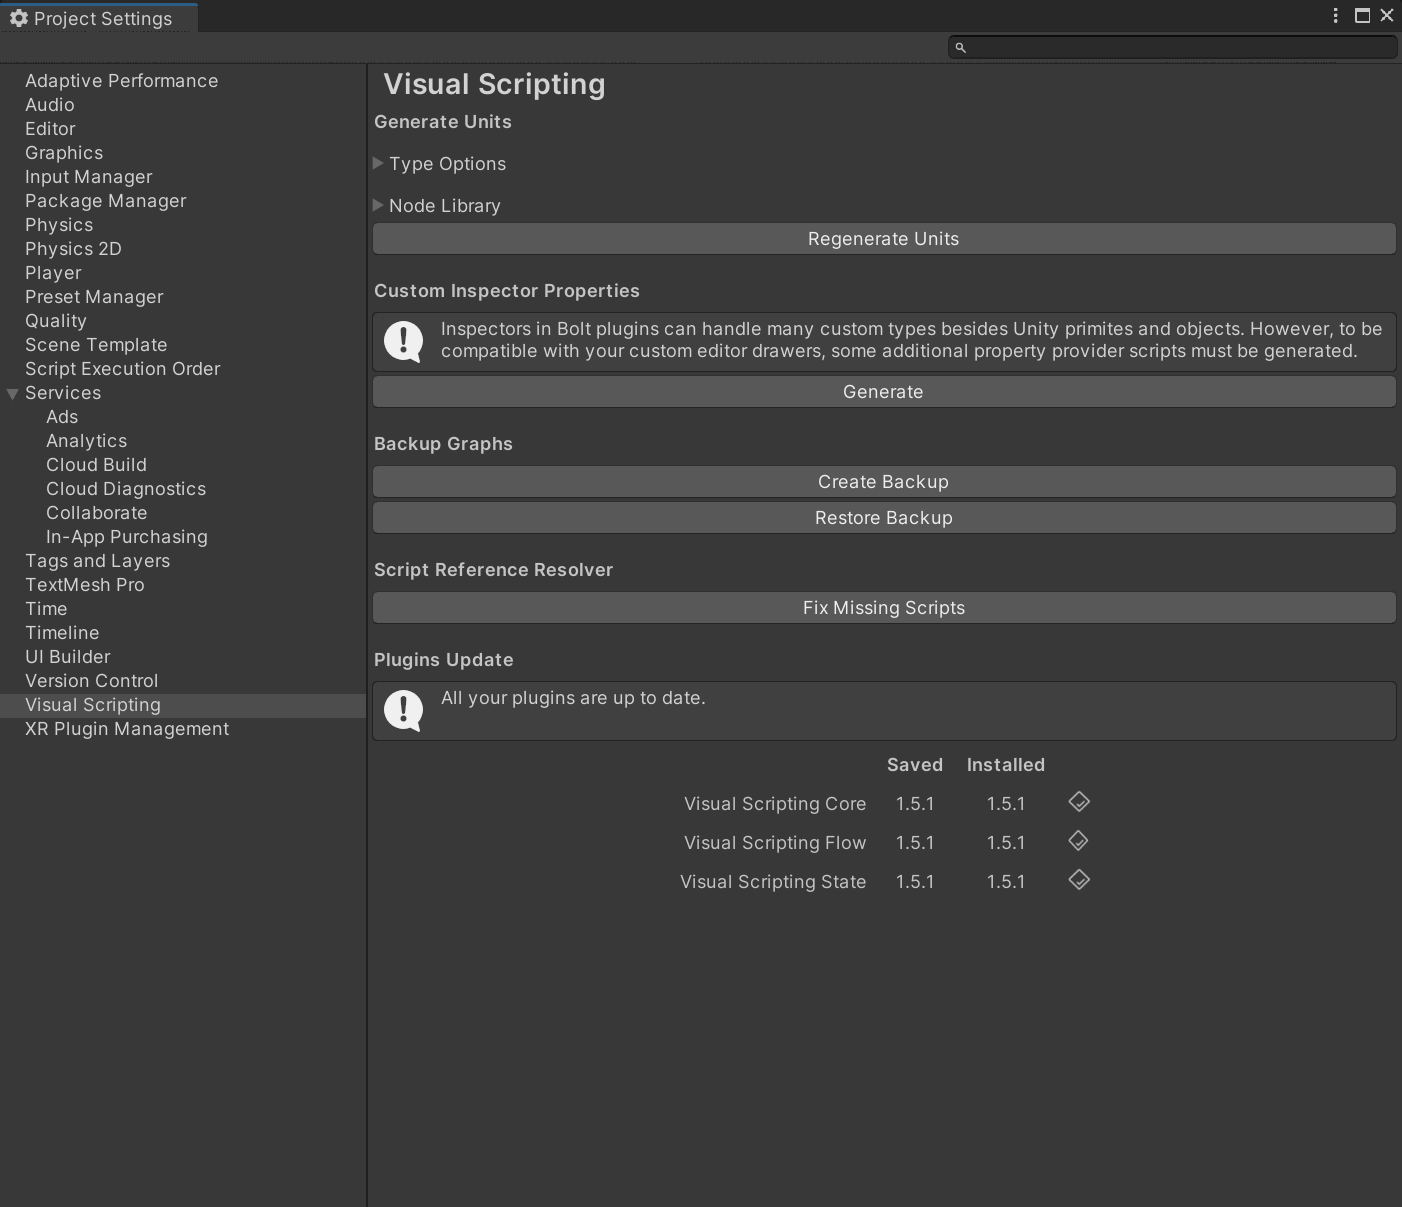 Project Settings
Adaptive Performance
Audio
Editor
Graphics
Input Manager
Package Manager
Physics
Physics 2D
Player
Preset Manager
Quality
Scene Template
Script Execution Order
Services
Ads
Analytics
Cloud Build
Cloud Diagnostics
Collaborate
In-App Purchasing
Tags and Layers
TextMesh Pro
Time
Timeline
UI Builder
Version Control
Visual Scripting
XR Plugin Management
Visual Scripting
Generate Units
Type Options
Node Library
Regenerate Units
Custom Inspector Properties
Inspectors in Bolt plugins can handle many custom types besides Unity primites and objects. However, to be
compatible with your custom editor drawers, some additional property provider scripts must be generated.
Generate
Backup Graphs
Create Backup
Restore Backup
Script Reference Resolver
Fix Missing Scripts
Plugins Update
All your plugins are up to date.
Saved Installed
Visual Scripting Core 1.5.1 1.5.1
Visual Scripting Flow 1.5.1 1.5.1
Visual Scripting State 1.5.1 1.5.1